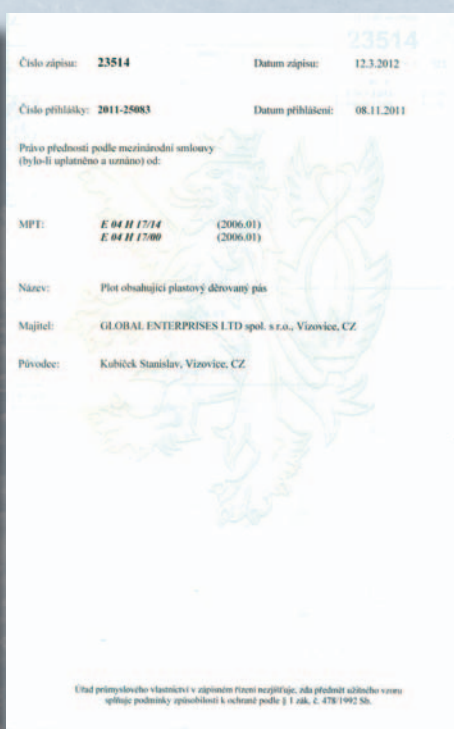 23514
Číslo zápisu: 23514 Datum zápisu: 12.3.2012
Číslo přihlášky: 2011-25083 Datum přihlášení: 08.11.2011
Právo přednosti podle mezinárodní smlouvy
(bylo-li uplatněno a uznáno) od:
MPT: E 04 H 17/14 (2006.01)
E 04 H 17/00 (2006.01)
Název: Plot obsahující plastový děrovaný pás
Majitel: GLOBAL ENTERPRISES LTD spol. s r.o., Vizovice, CZ
Původce: Kubíček Stanislav, Vizovice, CZ
Úřad průmyslového vlastnictví v zápisném řízení nezjišťuje, zda předmět užitného vzoru
splňuje podmínky způsobilosti k ochraně podle § 1 zák. č. 478/1992 Sb.